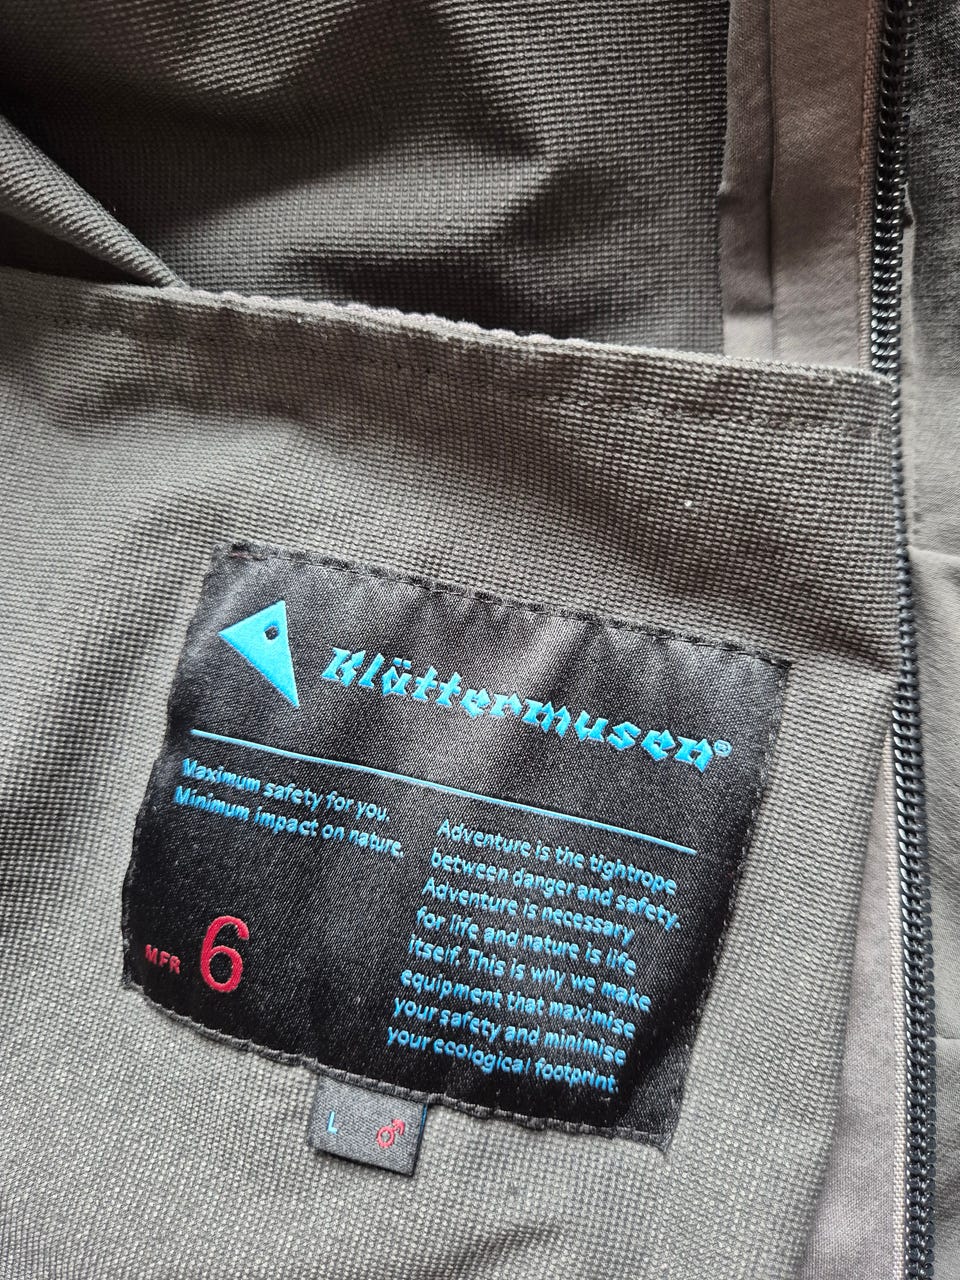 Klättermusen®
Maximum safety for you.
Minimum impact on nature.
Adventure is the tightrope
between danger and safety.
Adventure is necessary
for life and nature is life
itself. This is why we make
equipment that maximise
your safety and minimise
your ecological footprint.
MFR 6
L ♂